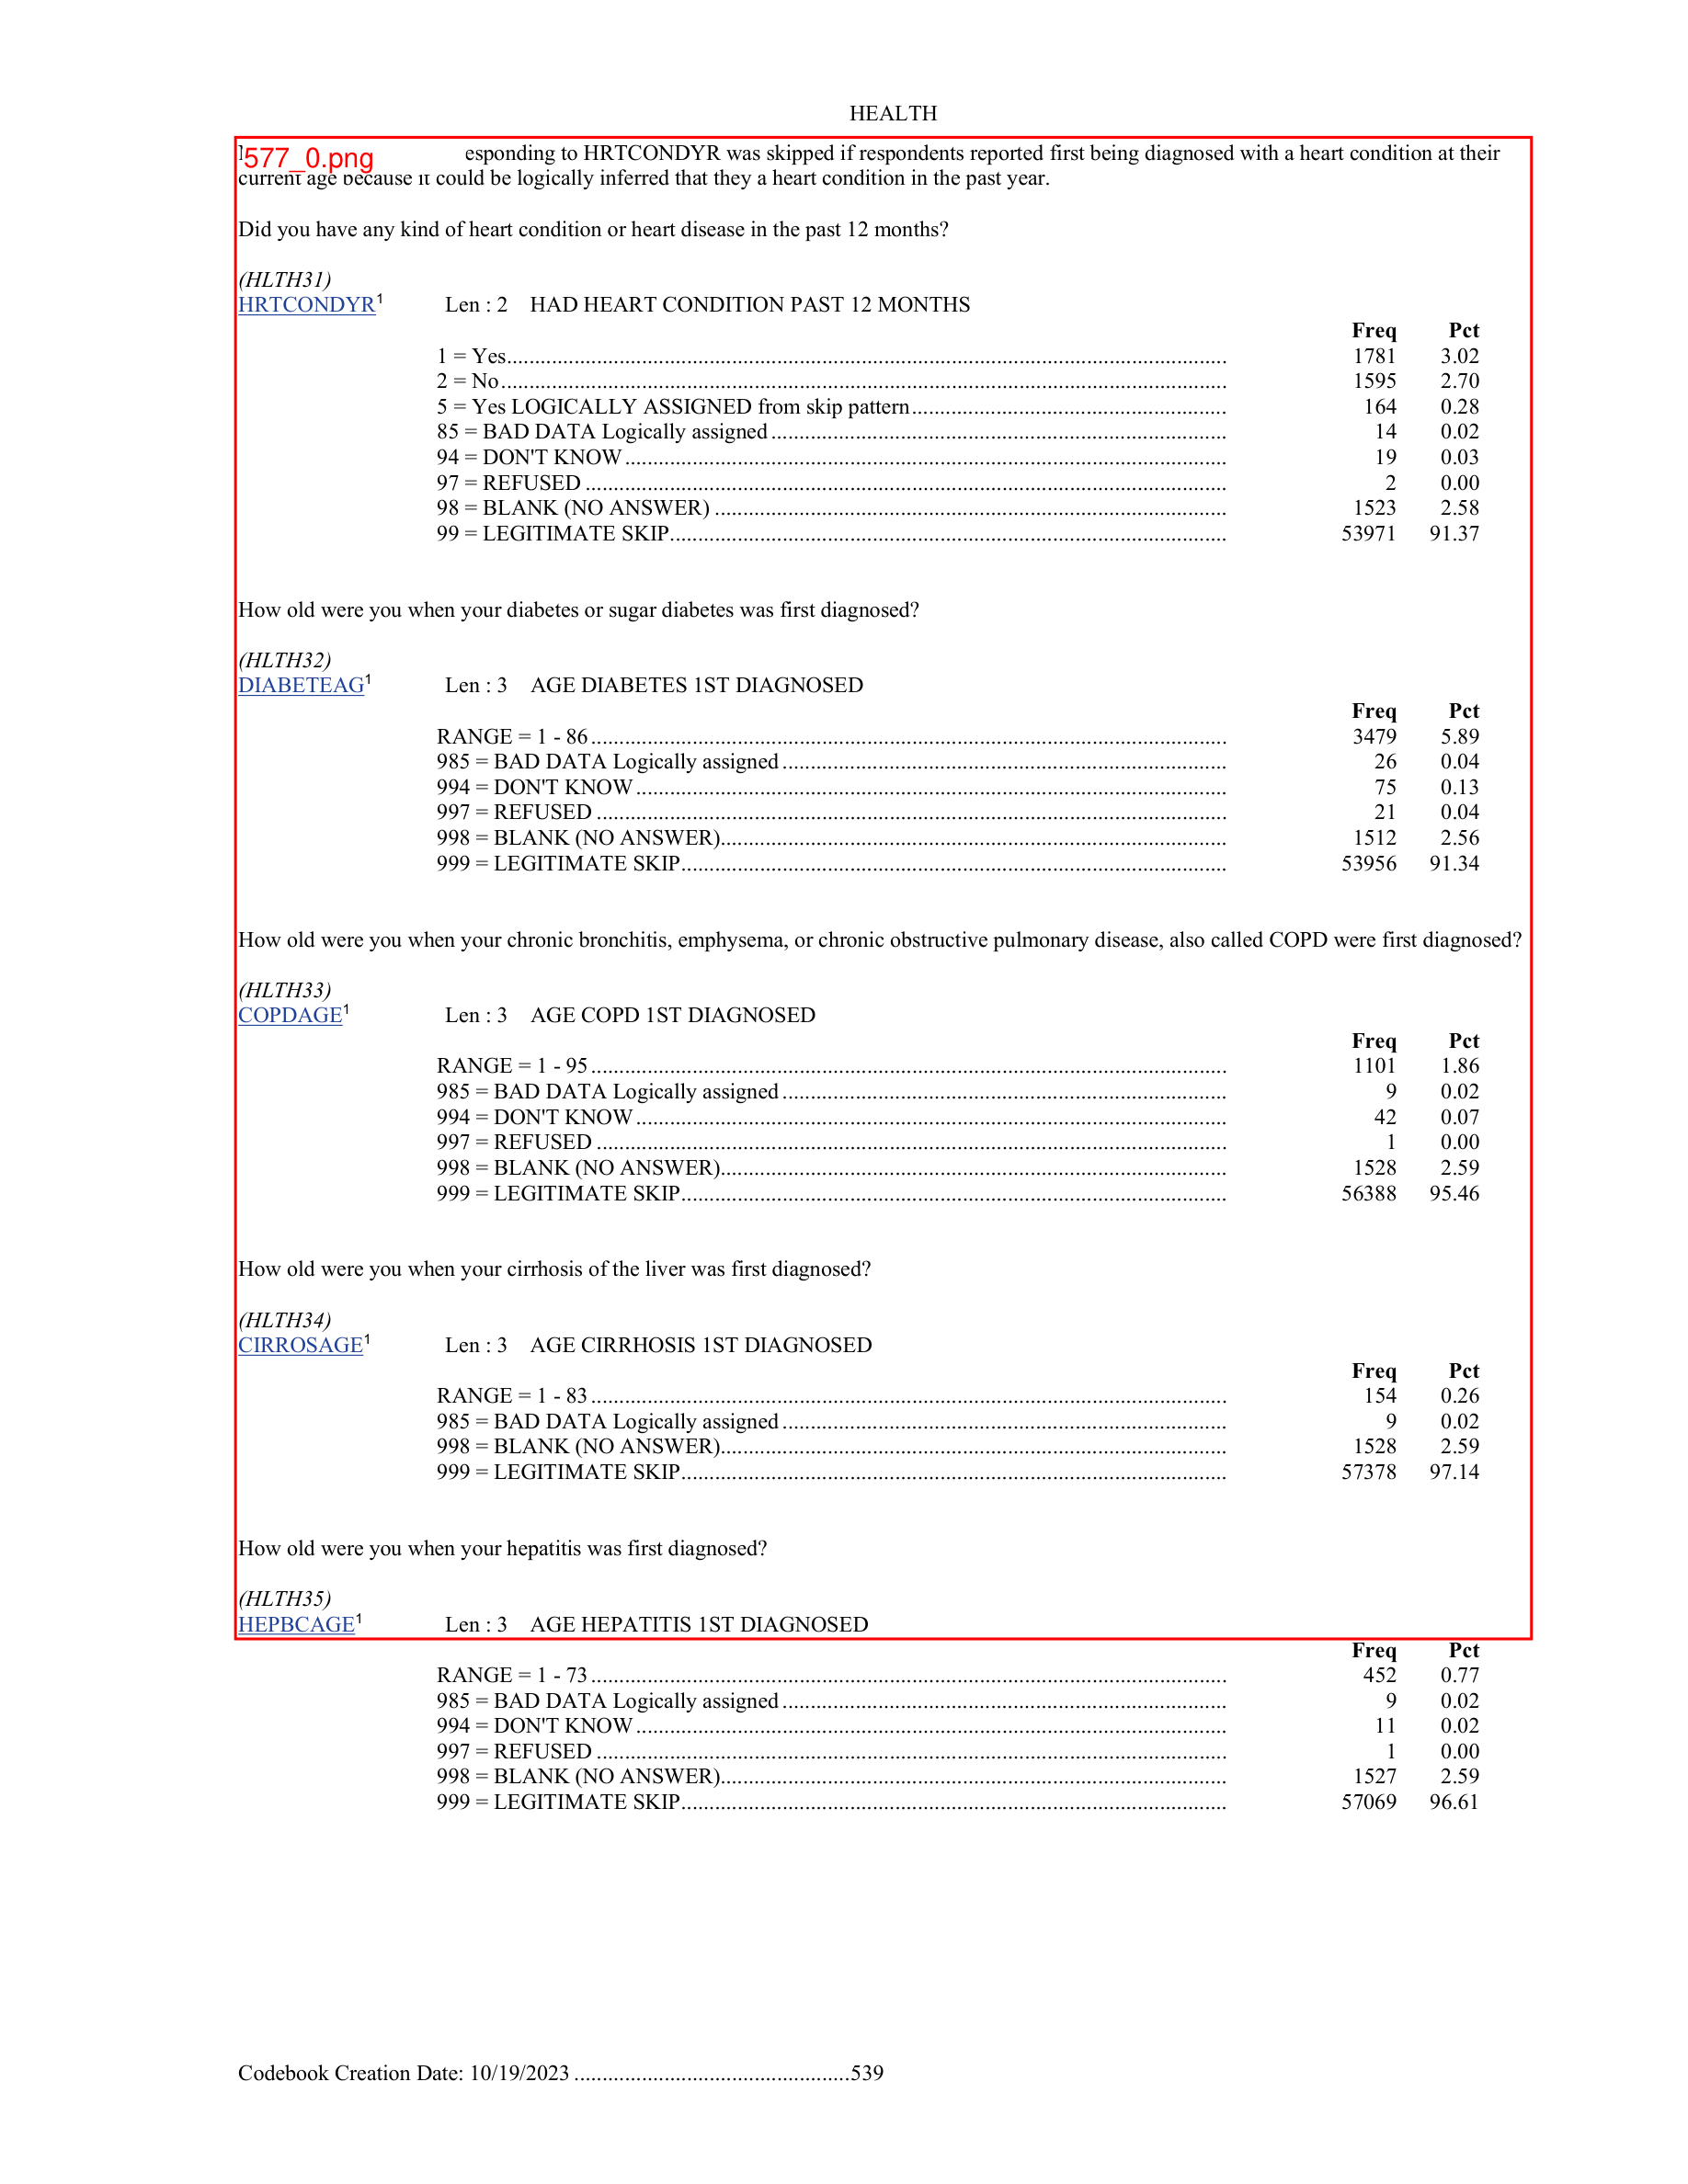 HEALTH
577_0.png esponding to HRTCONDYR was skipped if respondents reported first being diagnosed with a heart condition at their
current age because it could be logically inferred that they a heart condition in the past year.
Did you have any kind of heart condition or heart disease in the past 12 months?
(HLTH31)
HRTCONDYR¹ Len : 2 HAD HEART CONDITION PAST 12 MONTHS
Freq Pct
1 = Yes 1781 3.02
2 = No 1595 2.70
5 = Yes LOGICALLY ASSIGNED from skip pattern 164 0.28
85 = BAD DATA Logically assigned 14 0.02
94 = DON'T KNOW 19 0.03
97 = REFUSED 2 0.00
98 = BLANK (NO ANSWER) 1523 2.58
99 = LEGITIMATE SKIP 53971 91.37
How old were you when your diabetes or sugar diabetes was first diagnosed?
(HLTH32)
DIABETEAG¹ Len : 3 AGE DIABETES 1ST DIAGNOSED
Freq Pct
RANGE = 1 - 86 3479 5.89
985 = BAD DATA Logically assigned 26 0.04
994 = DON'T KNOW 75 0.13
997 = REFUSED 21 0.04
998 = BLANK (NO ANSWER) 1512 2.56
999 = LEGITIMATE SKIP 53956 91.34
How old were you when your chronic bronchitis, emphysema, or chronic obstructive pulmonary disease, also called COPD were first diagnosed?
(HLTH33)
COPDAGE¹ Len : 3 AGE COPD 1ST DIAGNOSED
Freq Pct
RANGE = 1 - 95 1101 1.86
985 = BAD DATA Logically assigned 9 0.02
994 = DON'T KNOW 42 0.07
997 = REFUSED 1 0.00
998 = BLANK (NO ANSWER) 1528 2.59
999 = LEGITIMATE SKIP 56388 95.46
How old were you when your cirrhosis of the liver was first diagnosed?
(HLTH34)
CIRROSAGE¹ Len : 3 AGE CIRRHOSIS 1ST DIAGNOSED
Freq Pct
RANGE = 1 - 83 154 0.26
985 = BAD DATA Logically assigned 9 0.02
998 = BLANK (NO ANSWER) 1528 2.59
999 = LEGITIMATE SKIP 57378 97.14
How old were you when your hepatitis was first diagnosed?
(HLTH35)
HEPBCAGE¹ Len : 3 AGE HEPATITIS 1ST DIAGNOSED
Freq Pct
RANGE = 1 - 73 452 0.77
985 = BAD DATA Logically assigned 9 0.02
994 = DON'T KNOW 11 0.02
997 = REFUSED 1 0.00
998 = BLANK (NO ANSWER) 1527 2.59
999 = LEGITIMATE SKIP 57069 96.61
Codebook Creation Date: 10/19/2023 539